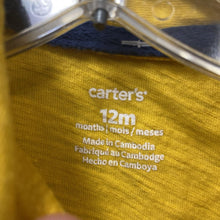 carter's®
12m
months | mois / meses
Made in Cambodia
Fabriqué au Cambodge
Hecho en Camboya